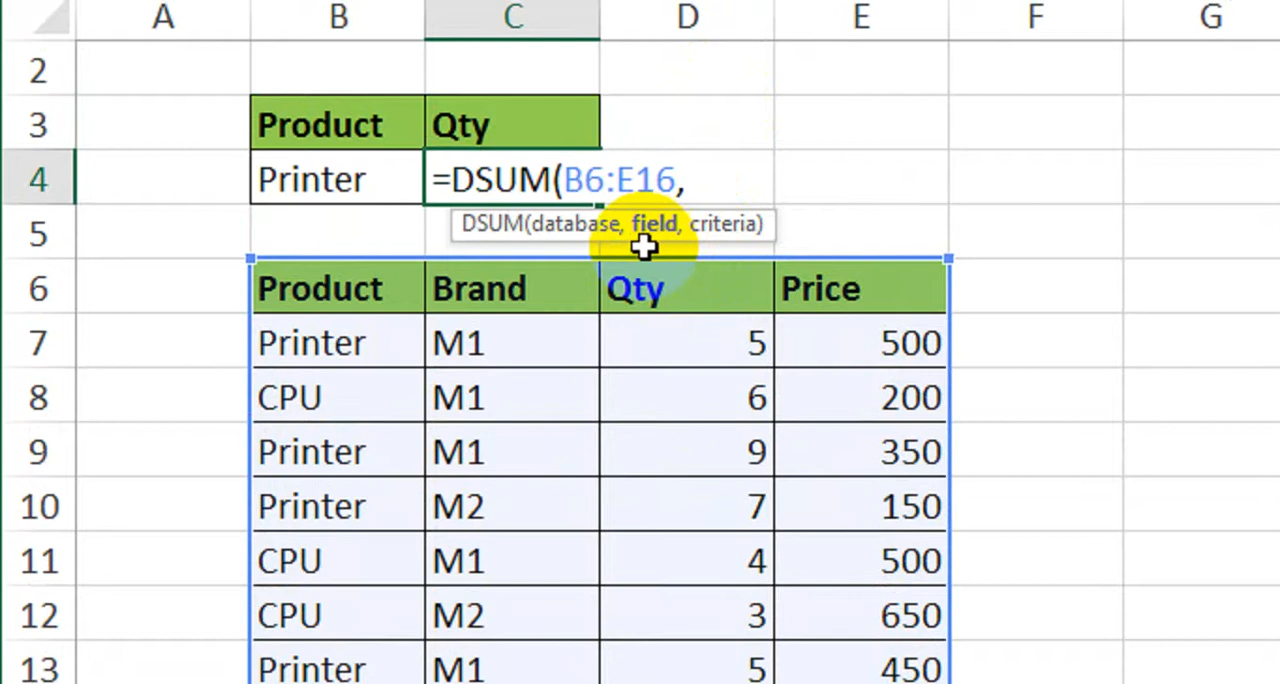 A B C D E F G
2
3 Product Qty
4 Printer =DSUM(B6:E16,
DSUM(database, field, criteria)
5
6 Product Brand Qty Price
7 Printer M1 5 500
8 CPU M1 6 200
9 Printer M1 9 350
10 Printer M2 7 150
11 CPU M1 4 500
12 CPU M2 3 650
13 Printer M1 5 450